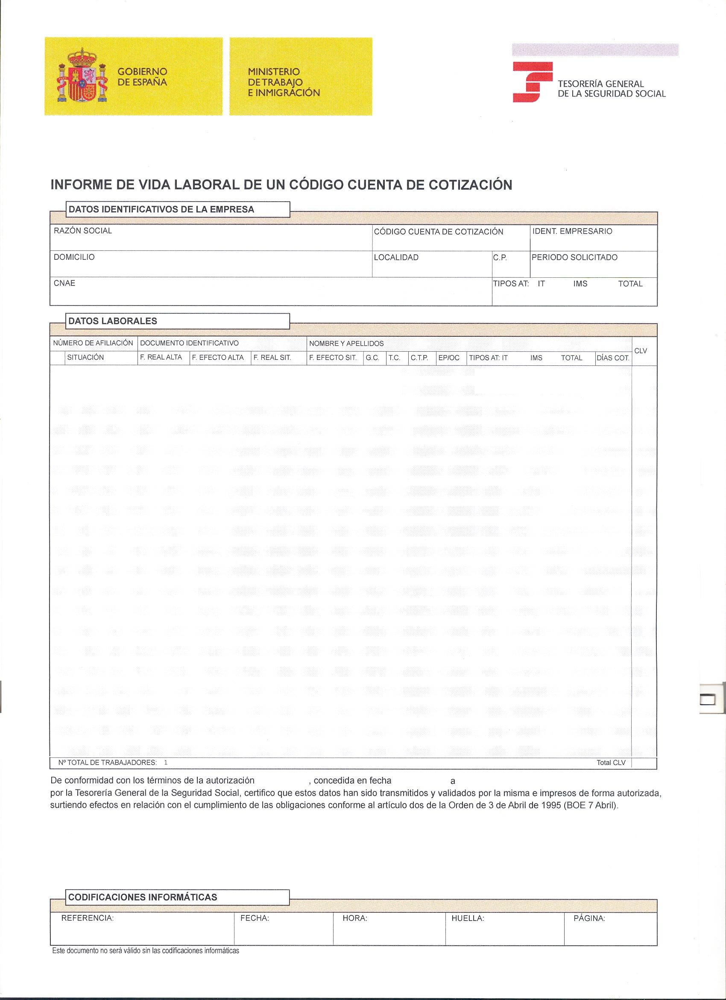 GOBIERNO
DE ESPAÑA
MINISTERIO
DE TRABAJO
E INMIGRACIÓN
TESORERÍA GENERAL
DE LA SEGURIDAD SOCIAL
INFORME DE VIDA LABORAL DE UN CÓDIGO CUENTA DE COTIZACIÓN
DATOS IDENTIFICATIVOS DE LA EMPRESA
RAZÓN SOCIAL CÓDIGO CUENTA DE COTIZACIÓN IDENT. EMPRESARIO
DOMICILIO LOCALIDAD C.P. PERIODO SOLICITADO
CNAE TIPOS AT: IT IMS TOTAL
DATOS LABORALES
NÚMERO DE AFILIACIÓN DOCUMENTO IDENTIFICATIVO NOMBRE Y APELLIDOS CLV
SITUACIÓN F. REAL ALTA F. EFECTO ALTA F. REAL SIT. F. EFECTO SIT. G.C. T.C. C.T.P. EP/OC TIPOS AT: IT IMS TOTAL DÍAS COT.
Nº TOTAL DE TRABAJADORES: 1 Total CLV
De conformidad con los términos de la autorización , concedida en fecha a
por la Tesorería General de la Seguridad Social, certifico que estos datos han sido transmitidos y validados por la misma e impresos de forma autorizada,
surtiendo efectos en relación con el cumplimiento de las obligaciones conforme al artículo dos de la Orden de 3 de Abril de 1995 (BOE 7 Abril).
CODIFICACIONES INFORMÁTICAS
REFERENCIA: FECHA: HORA: HUELLA: PÁGINA:
Este documento no será válido sin las codificaciones informáticas